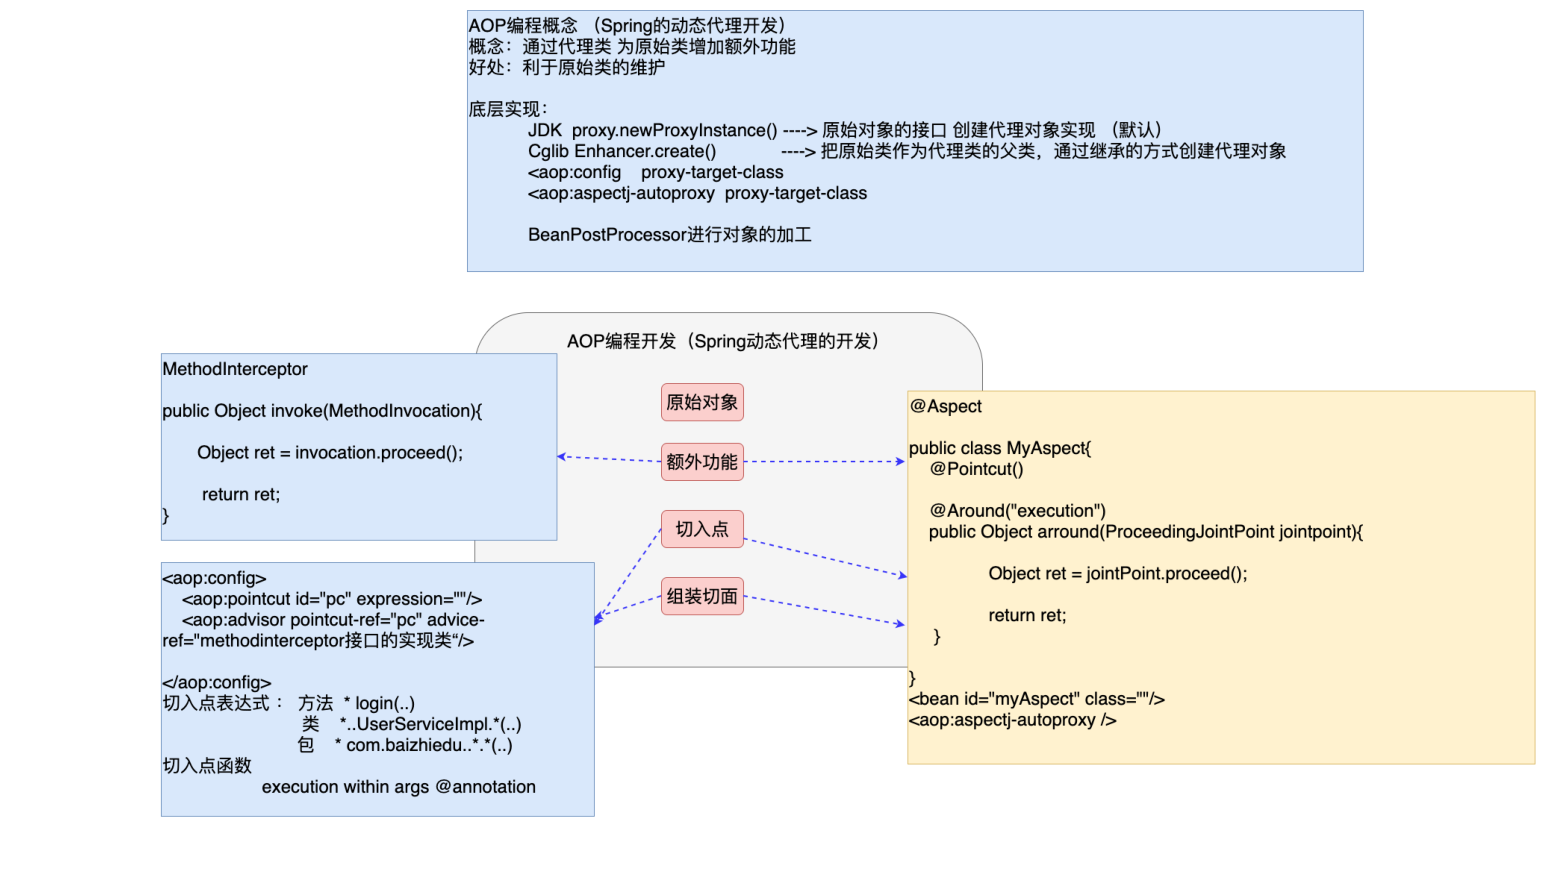 AOP编程概念 （Spring的动态代理开发）
概念：通过代理类 为原始类增加额外功能
好处：利于原始类的维护
底层实现：
JDK proxy.newProxyInstance() ----> 原始对象的接口 创建代理对象实现 （默认）
Cglib Enhancer.create() ----> 把原始类作为代理类的父类，通过继承的方式创建代理对象
<aop:config proxy-target-class
<aop:aspectj-autoproxy proxy-target-class
BeanPostProcessor进行对象的加工
AOP编程开发（Spring动态代理的开发）
原始对象
额外功能
切入点
组装切面
MethodInterceptor
public Object invoke(MethodInvocation){
Object ret = invocation.proceed();
return ret;
}
<aop:config>
<aop:pointcut id="pc" expression=""/>
<aop:advisor pointcut-ref="pc" advice-
ref="methodinterceptor接口的实现类“/>
</aop:config>
切入点表达式： 方法 * login(..)
类 *..UserServiceImpl.*(..)
包 * com.baizhiedu..*.*(..)
切入点函数
execution within args @annotation
@Aspect
public class MyAspect{
@Pointcut()
@Around("execution")
public Object arround(ProceedingJointPoint jointpoint){
Object ret = jointPoint.proceed();
return ret;
}
}
<bean id="myAspect" class=""/>
<aop:aspectj-autoproxy />